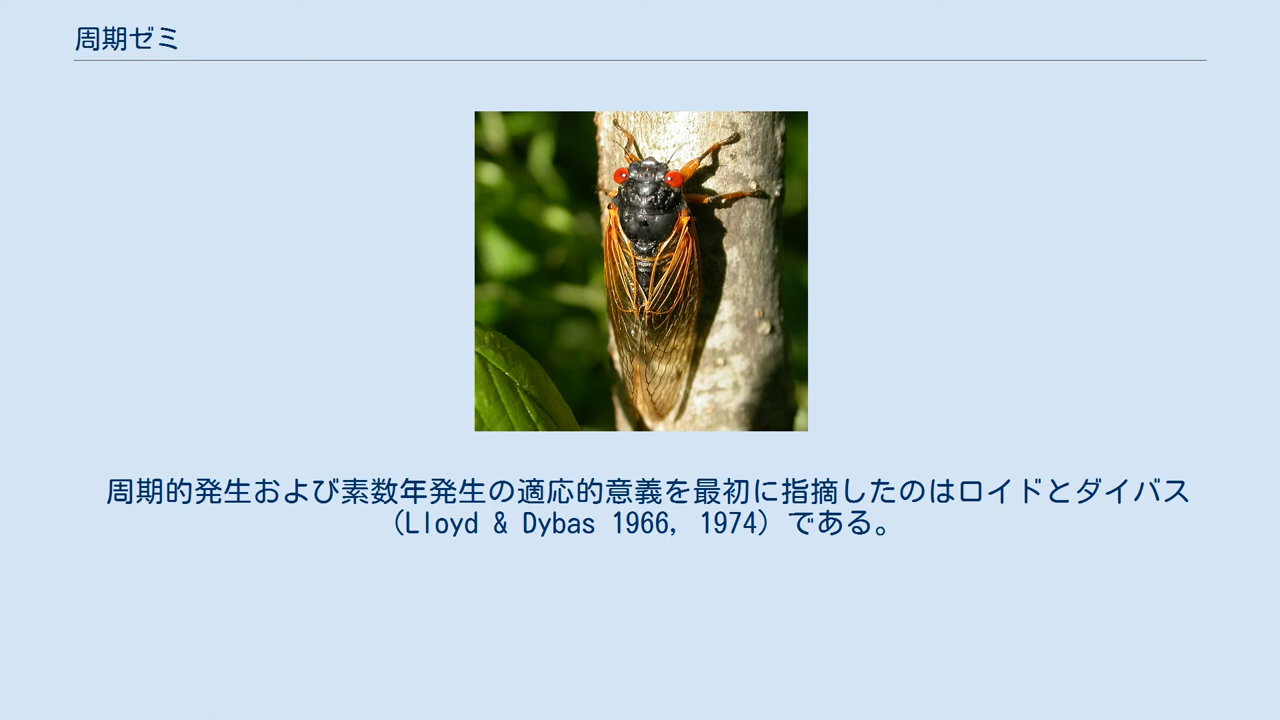 周期ゼミ
周期的発生および素数年発生の適応的意義を最初に指摘したのはロイドとダイバス
（Lloyd & Dybas 1966, 1974）である。